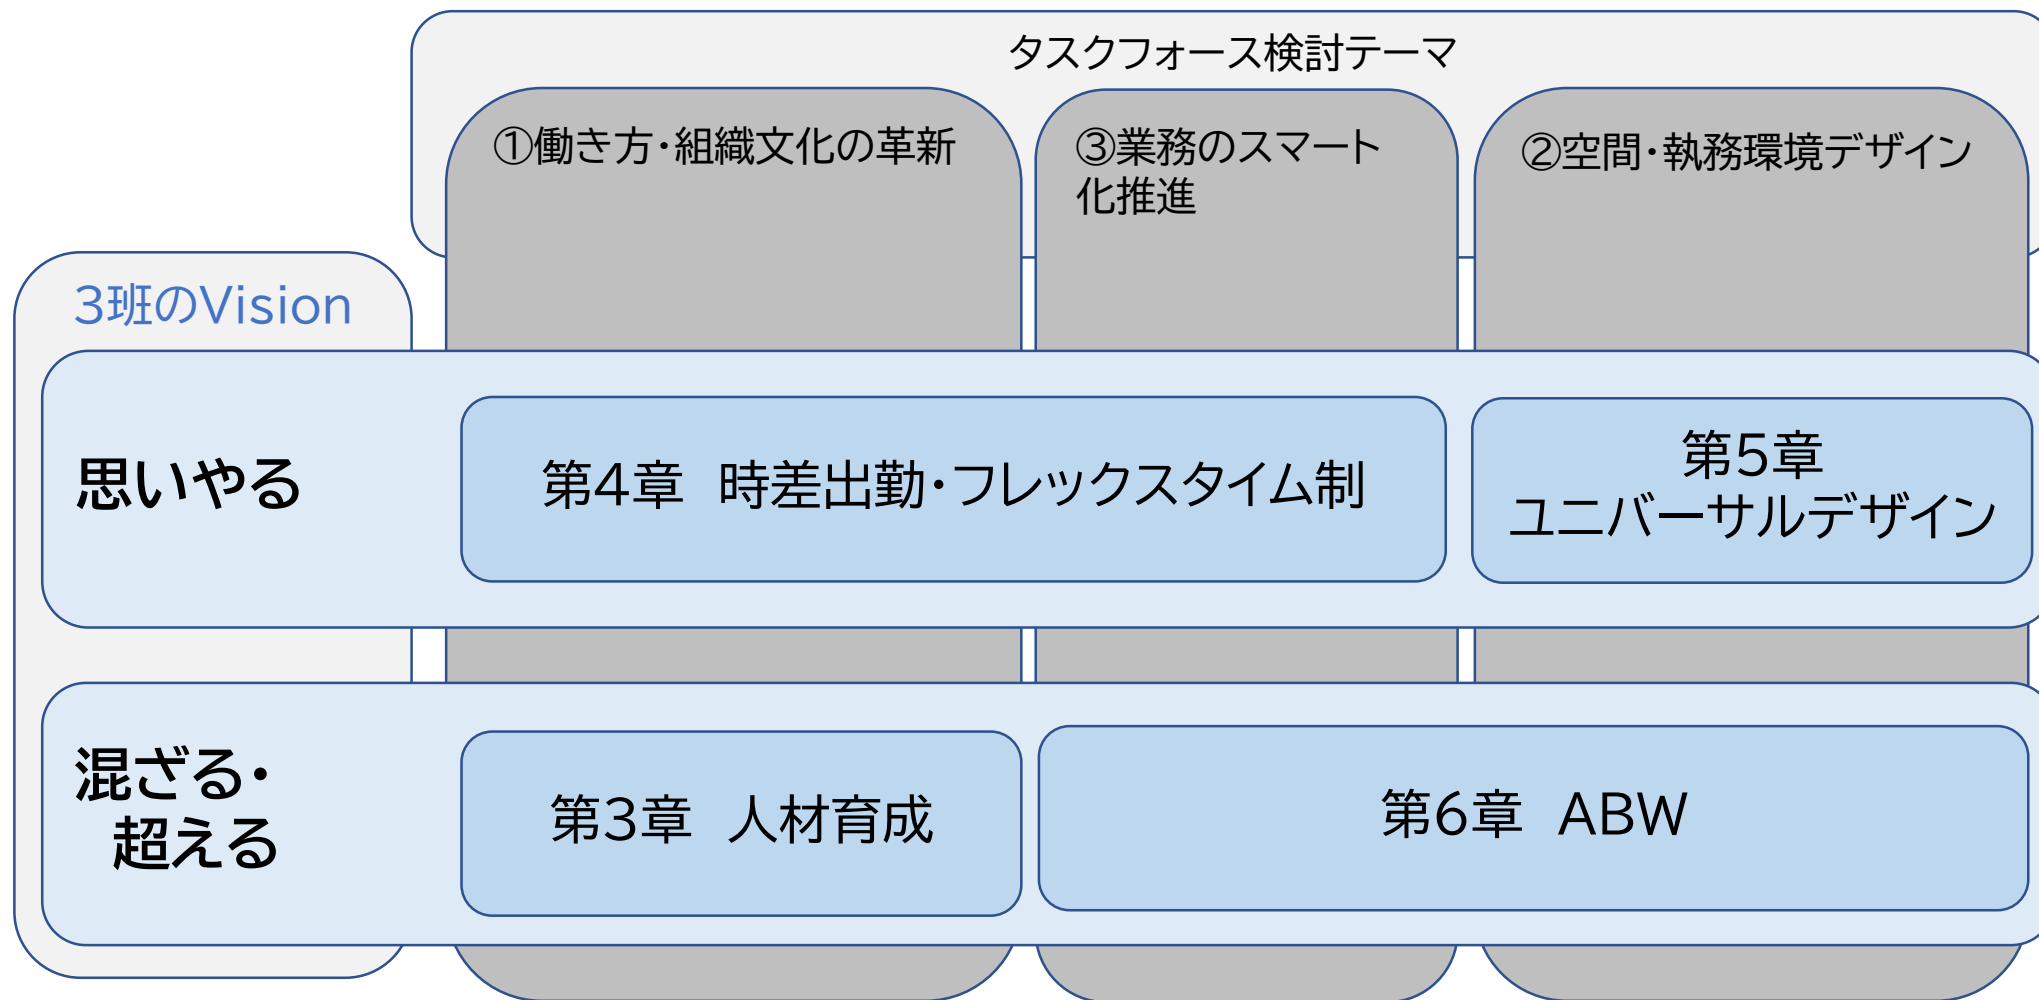 タスクフォース検討テーマ
①働き方・組織文化の革新
③業務のスマート
化推進
②空間・執務環境デザイン
3班のVision
思いやる
第4章　時差出勤・フレックスタイム制
第5章
ユニバーサルデザイン
混ざる・
超える
第3章　人材育成
第6章　ABW